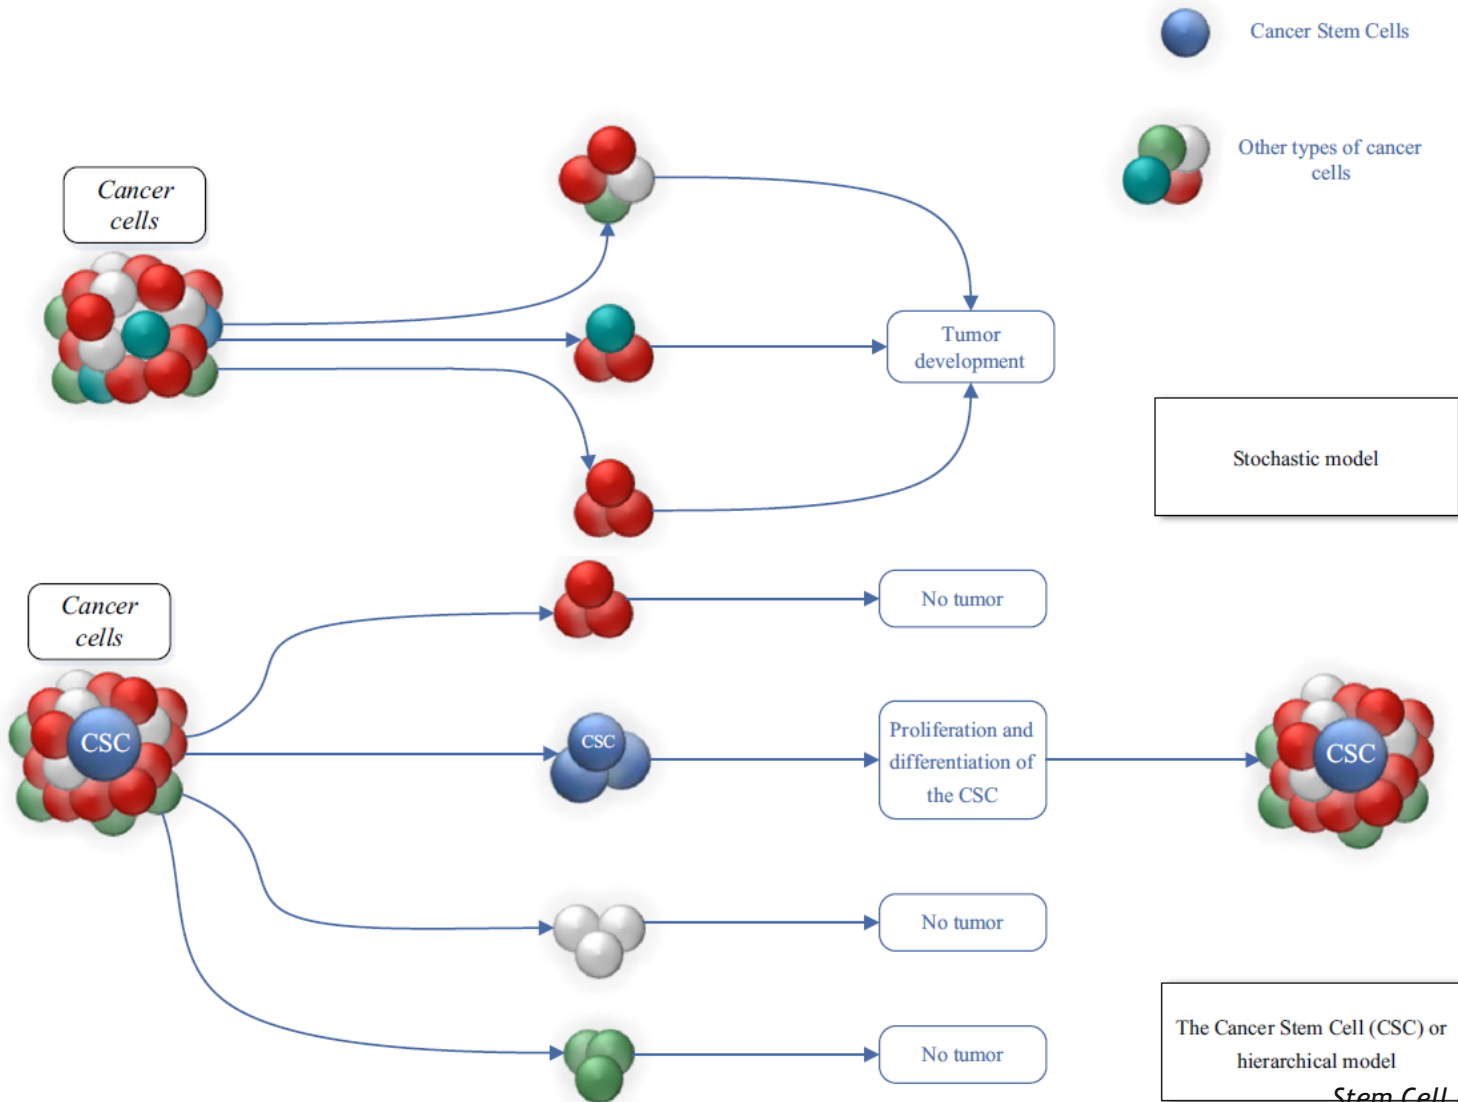 Cancer Stem Cells
Other types of cancer
cells
Cancer
cells
Tumor
development
Stochastic model
Cancer
cells
No tumor
CSC
CSC
Proliferation and
differentiation of
the CSC
CSC
No tumor
No tumor
The Cancer Stem Cell (CSC) or
hierarchical model
Stem Cell